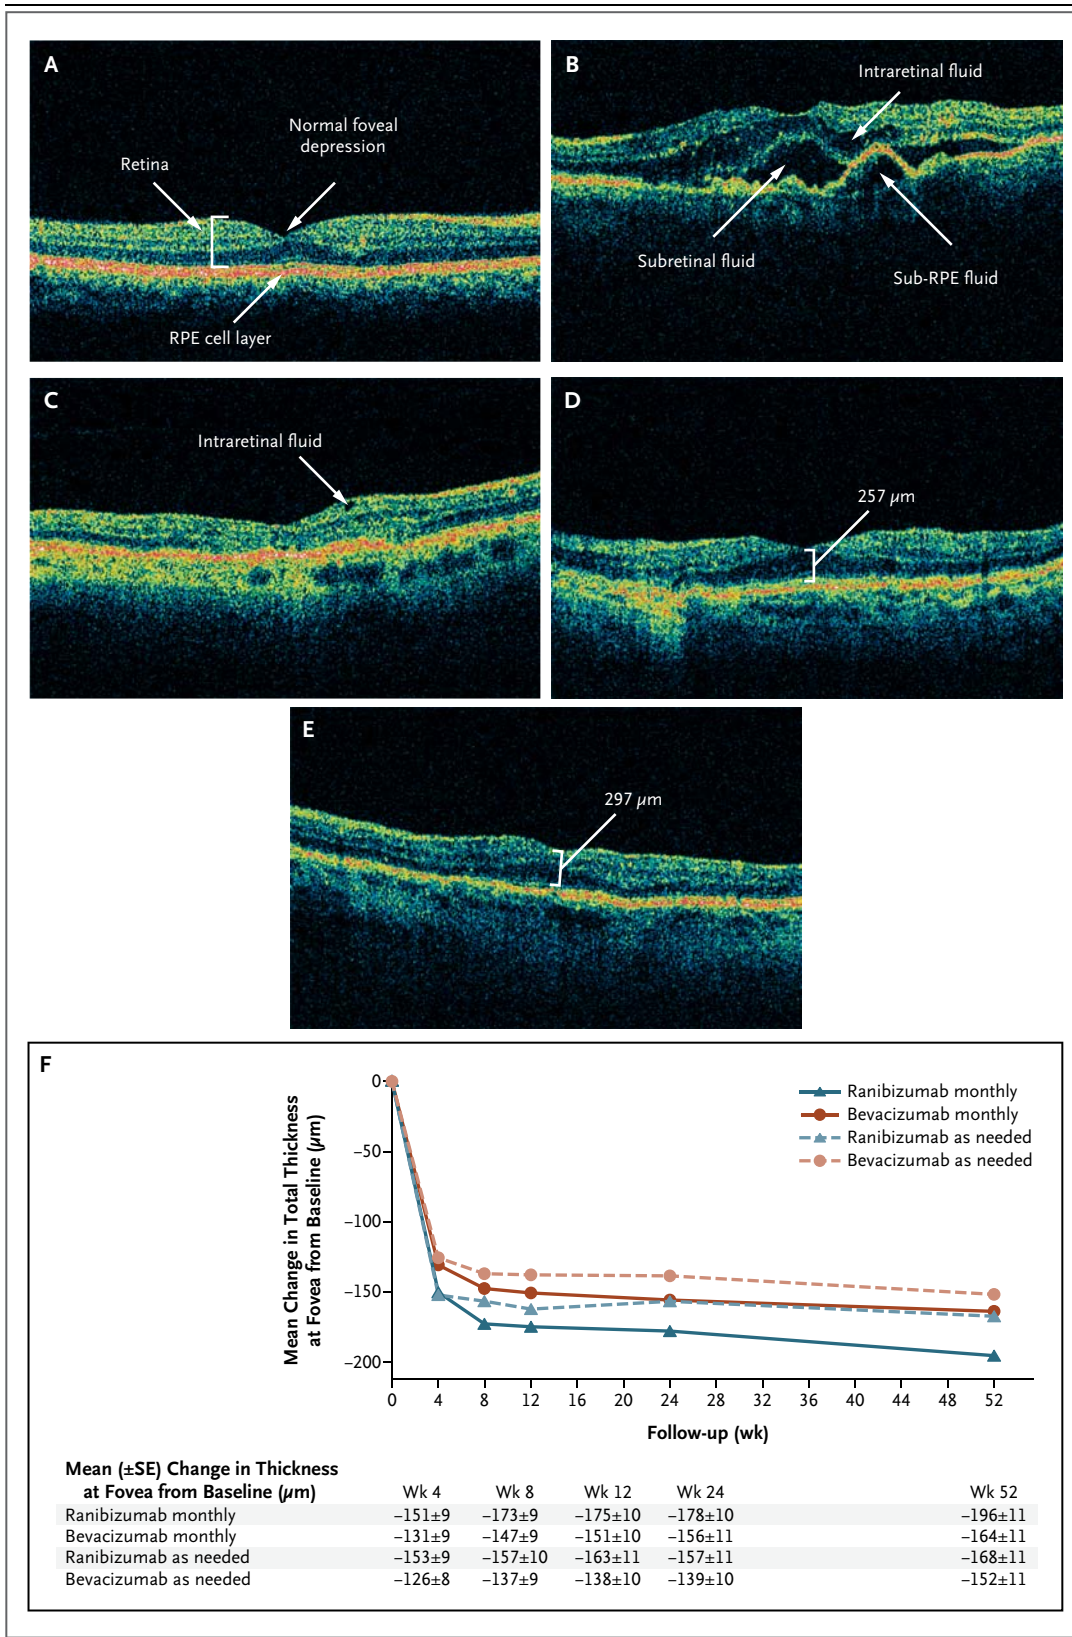 A
Normal foveal
depression
Retina
RPE cell layer
B
Intraretinal fluid
Subretinal fluid
Sub-RPE fluid
C
Intraretinal fluid
D
257 µm
E
297 µm
F
Mean Change in Total Thickness
at Fovea from Baseline (µm)
0
–50
–100
–150
–200
Ranibizumab monthly
Bevacizumab monthly
Ranibizumab as needed
Bevacizumab as needed
0 4 8 12 16 20 24 28 32 36 40 44 48 52
Follow-up (wk)
Mean (±SE) Change in Thickness
at Fovea from Baseline (µm) Wk 4 Wk 8 Wk 12 Wk 24 Wk 52
Ranibizumab monthly –151±9 –173±9 –175±10 –178±10 –196±11
Bevacizumab monthly –131±9 –147±9 –151±10 –156±11 –164±11
Ranibizumab as needed –153±9 –157±10 –163±11 –157±11 –168±11
Bevacizumab as needed –126±8 –137±9 –138±10 –139±10 –152±11